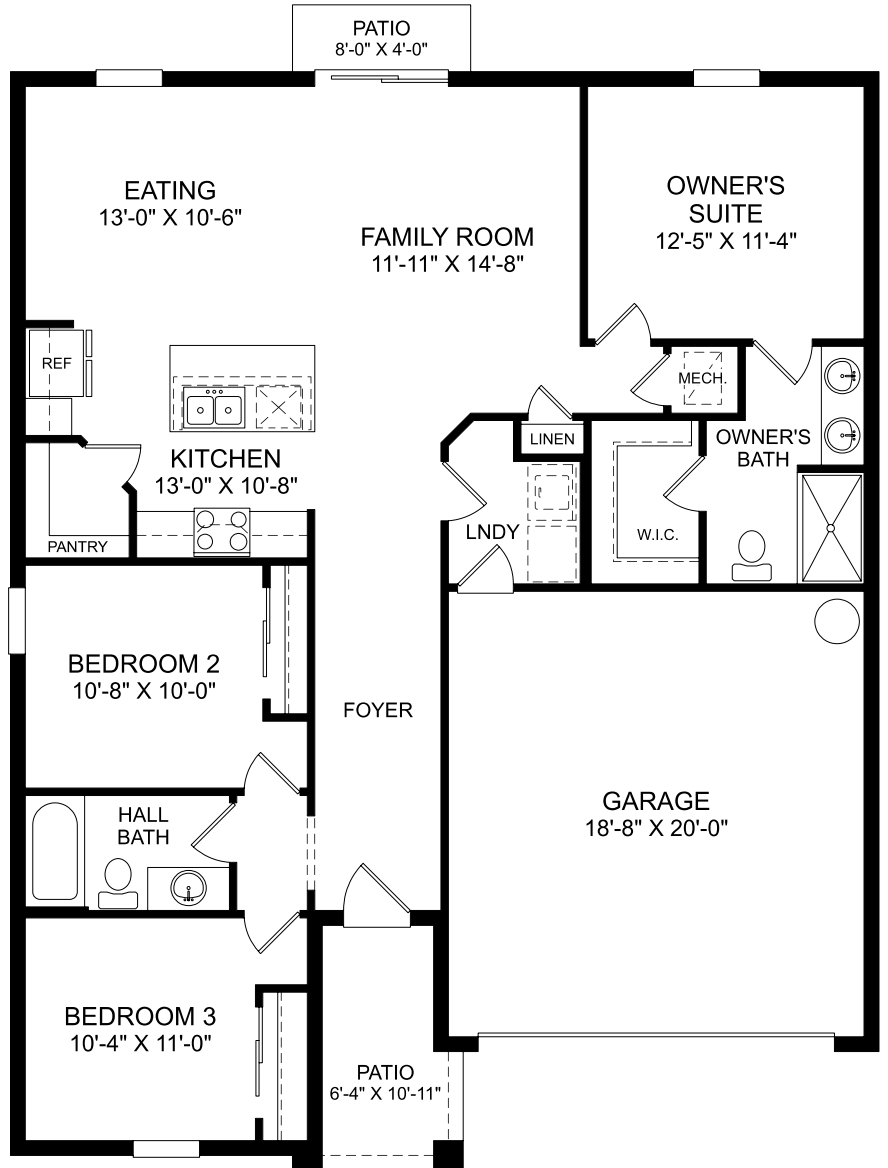 PATIO
8'-0" X 4'-0"
EATING
13'-0" X 10'-6"
FAMILY ROOM
11'-11" X 14'-8"
OWNER'S
SUITE
12'-5" X 11'-4"
REF
MECH.
LINEN
OWNER'S
BATH
KITCHEN
13'-0" X 10'-8"
PANTRY
LNDY
W.I.C.
BEDROOM 2
10'-8" X 10'-0"
FOYER
HALL
BATH
GARAGE
18'-8" X 20'-0"
BEDROOM 3
10'-4" X 11'-0"
PATIO
6'-4" X 10'-11"